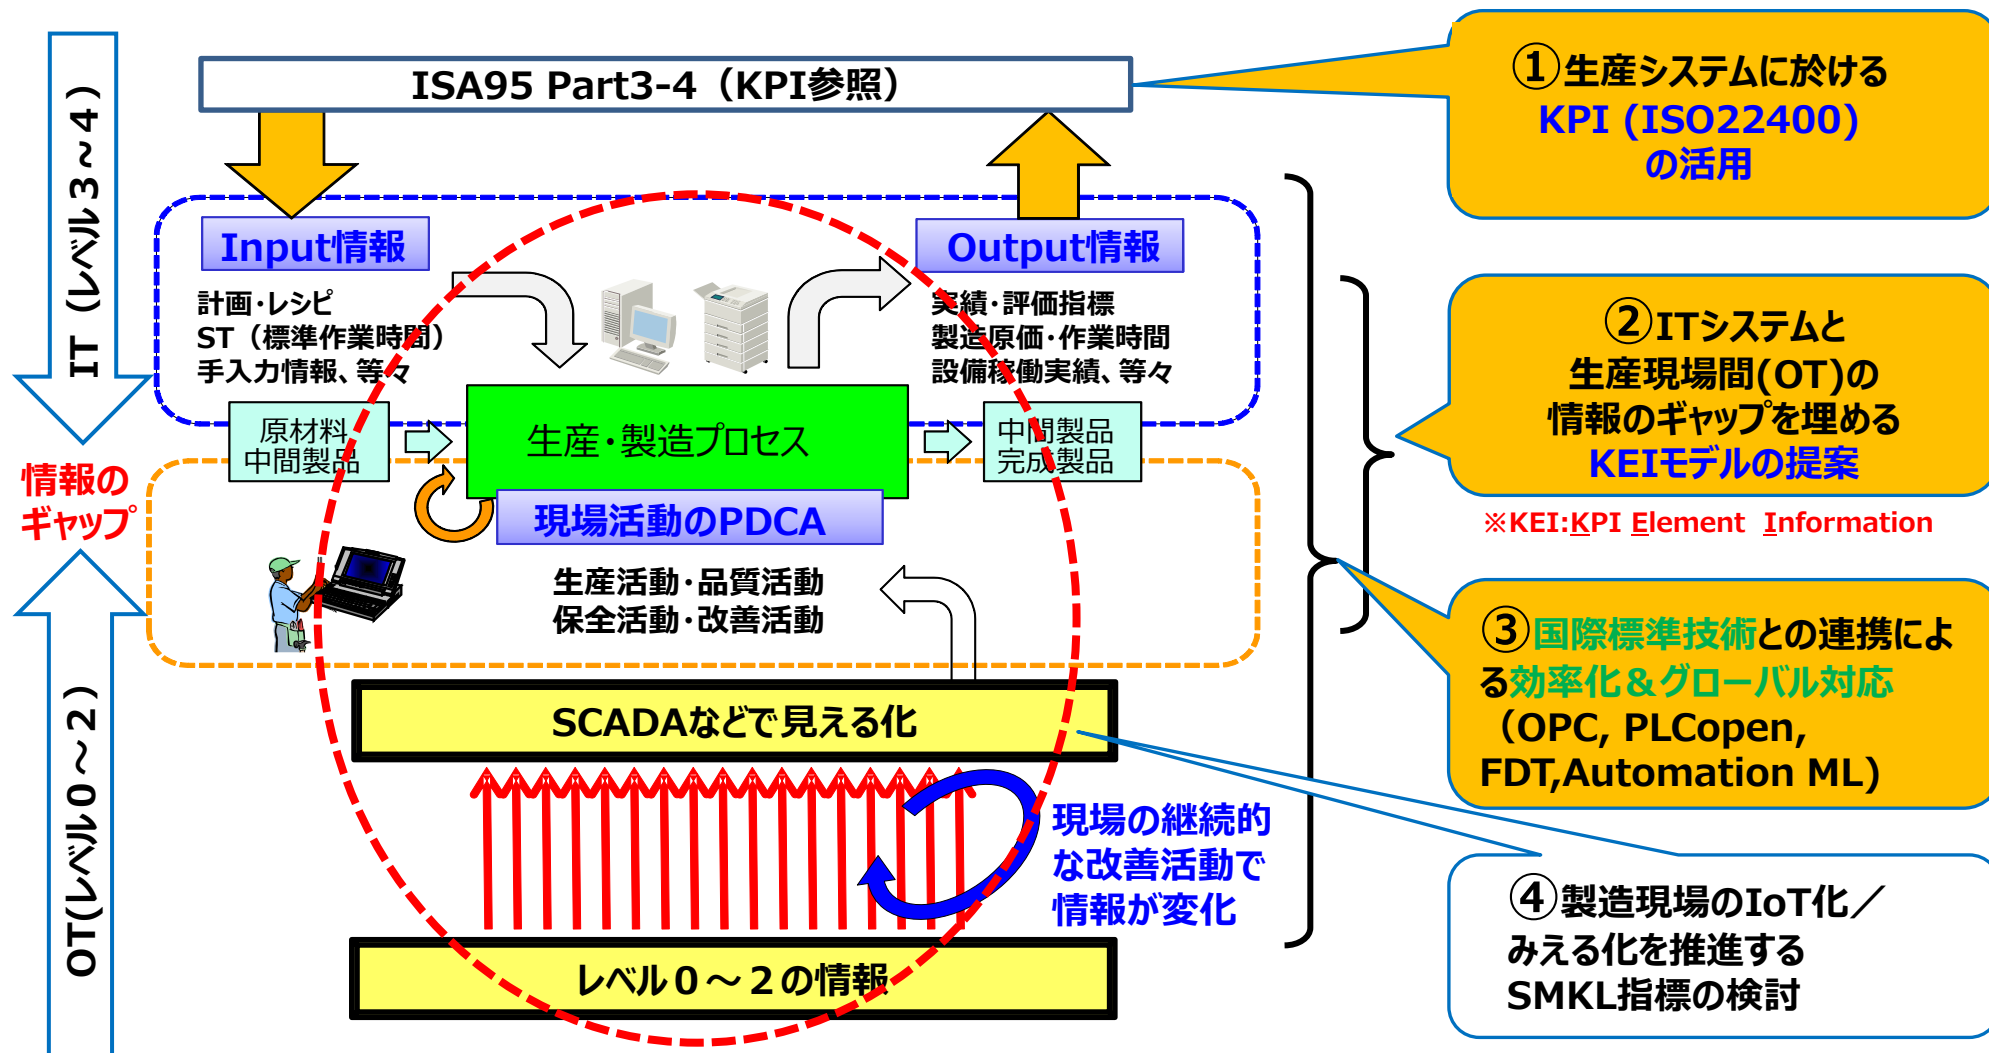 IT（レベル３～４）
情報の
ギャップ
OT(レベル０～２)
ISA95 Part3-4（KPI参照）
Input情報
計画･レシピ
ST（標準作業時間）
手入力情報、等々
Output情報
実績･評価指標
製造原価･作業時間
設備稼働実績、等々
原材料
中間製品
生産･製造プロセス
中間製品
完成製品
現場活動のPDCA
生産活動･品質活動
保全活動･改善活動
SCADAなどで見える化
現場の継続的
な改善活動で
情報が変化
レベル０～２の情報
①生産システムに於ける
KPI (ISO22400)
の活用
②ITシステムと
生産現場間(OT)の
情報のギャップを埋める
KEIモデルの提案
※KEI:KPI Element Information
③国際標準技術との連携によ
る効率化＆グローバル対応
（OPC, PLCopen,
FDT,Automation ML)
④製造現場のIoT化／
みえる化を推進する
SMKL指標の検討